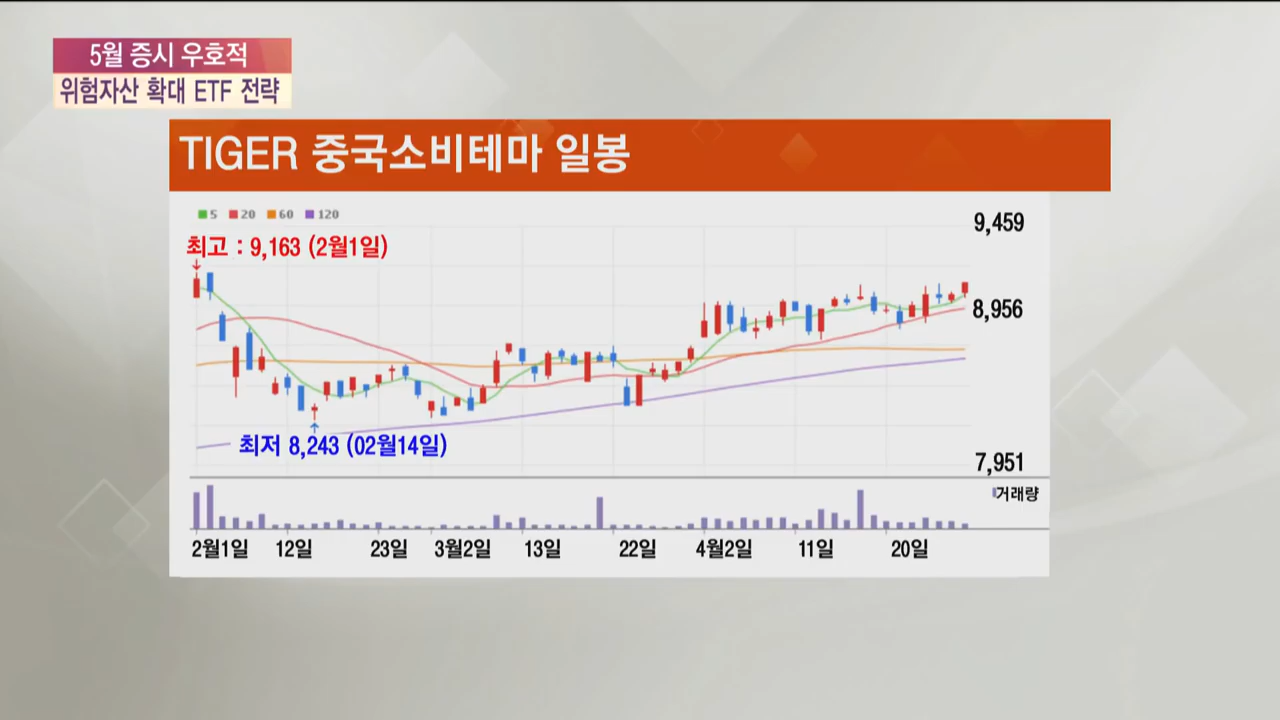 5월 증시 우호적
위험자산 확대 ETF 전략
TIGER 중국소비테마 일봉
5 20 60 120
9,459
최고 : 9,163 (2월1일)
8,956
최저 8,243 (02월14일)
7,951
거래량
2월1일 12일 23일 3월2일 13일 22일 4월2일 11일 20일